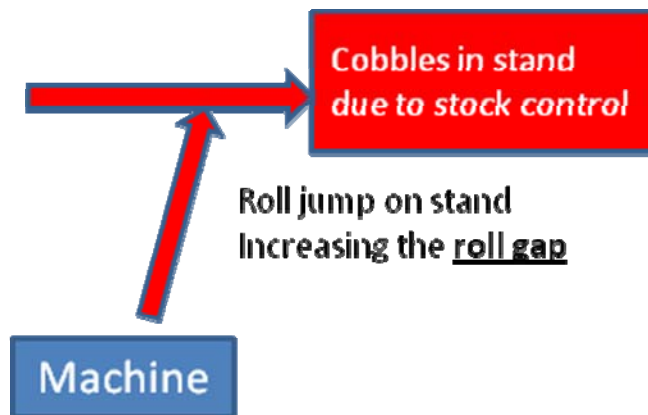 Cobbles in stand
due to stock control
Roll jump on stand
Increasing the roll gap
Machine